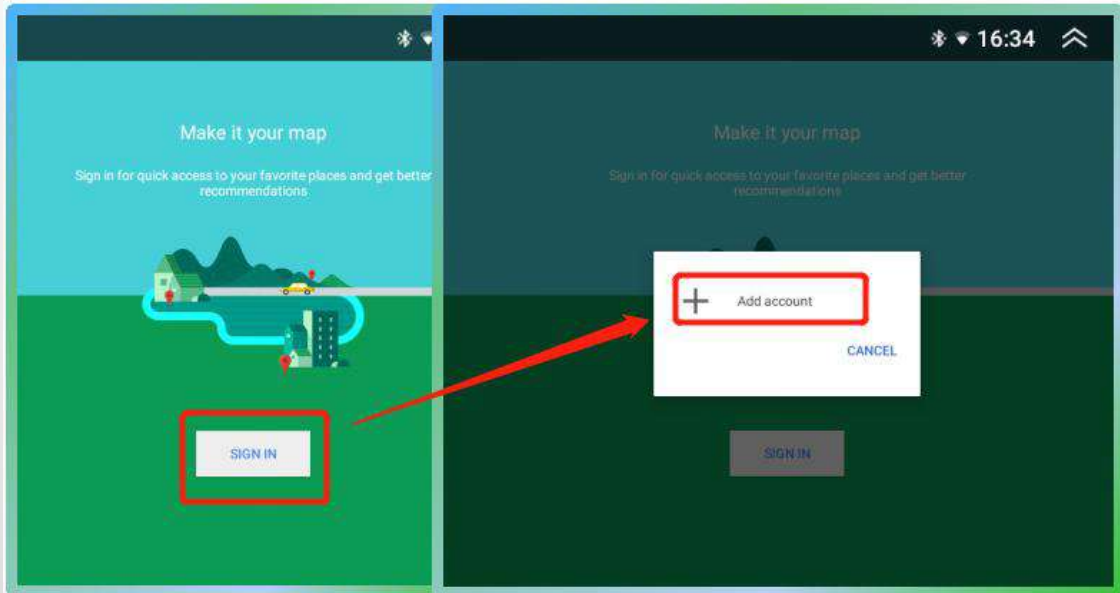 Make it your map
Sign in for quick access to your favorite places and get better
recommendations
SIGN IN
16:34
Make it your map
Sign in for quick access to your favorite places and get better
recommendations
Add account
CANCEL
SIGN IN